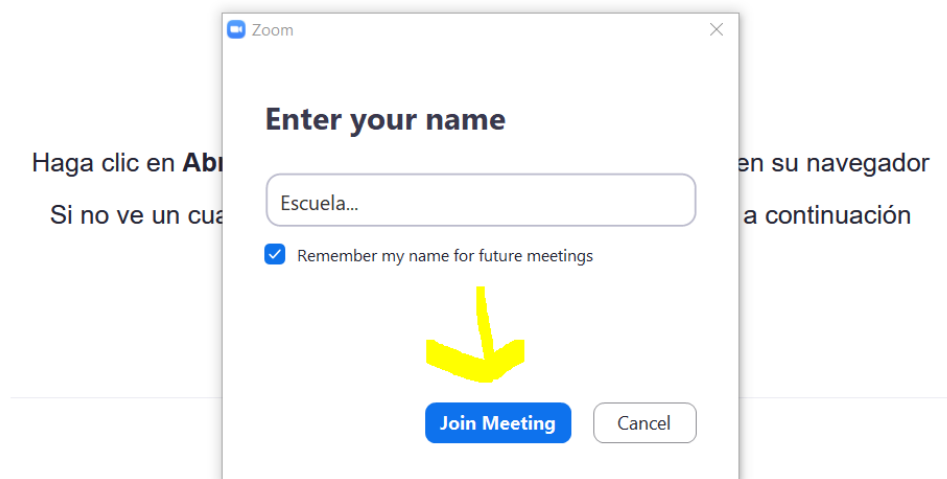 Zoom
Enter your name
Haga clic en Abr
en su navegador
Escuela...
Si no ve un cua
a continuación
Remember my name for future meetings
Join Meeting
Cancel